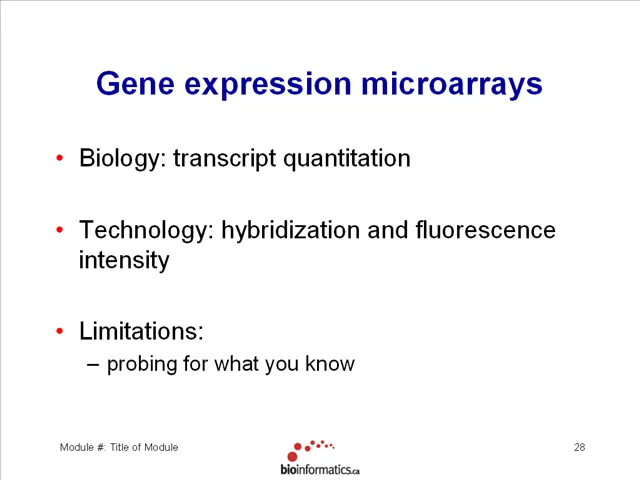 Gene expression microarrays
• Biology: transcript quantitation
• Technology: hybridization and fluorescence
intensity
• Limitations:
– probing for what you know
Module #: Title of Module
28
bioinformatics.ca